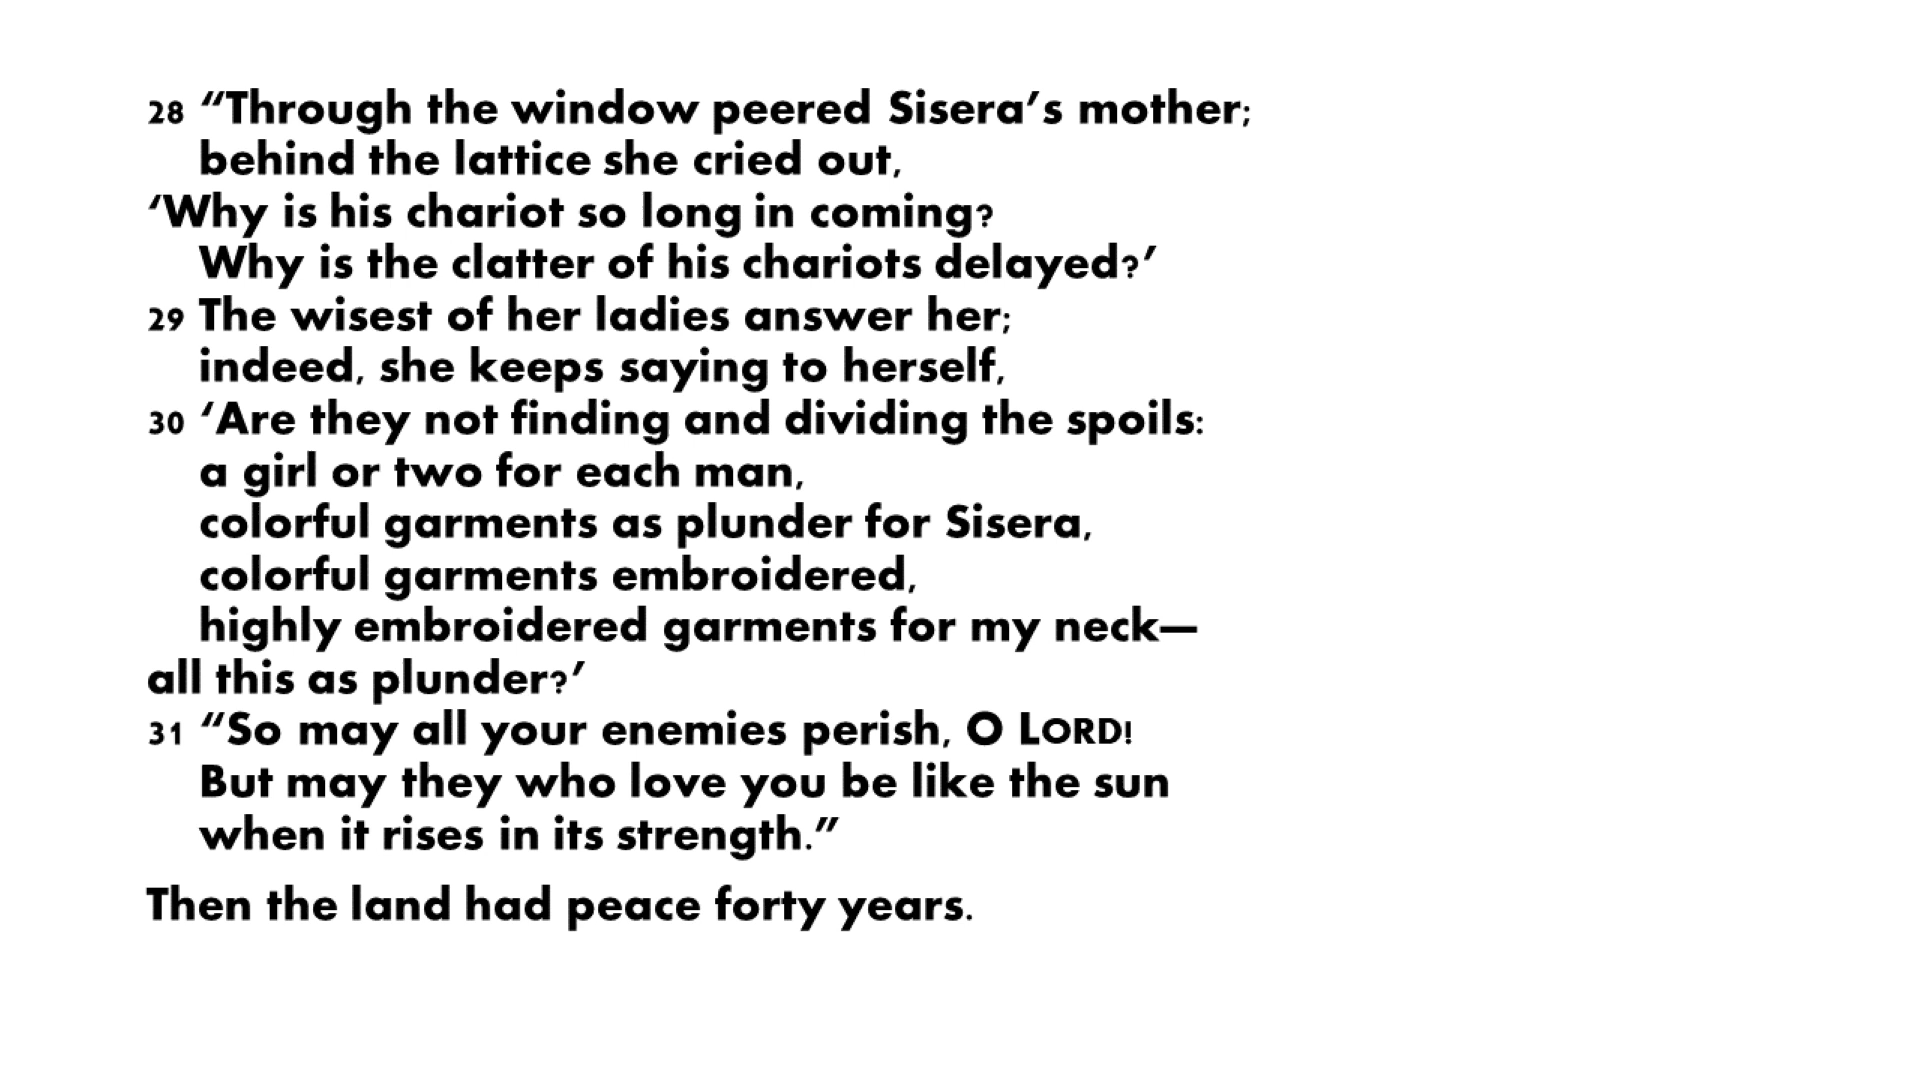 28 “Through the window peered Sisera’s mother;
behind the lattice she cried out,
‘Why is his chariot so long in coming?
Why is the clatter of his chariots delayed?’
29 The wisest of her ladies answer her;
indeed, she keeps saying to herself,
30 ‘Are they not finding and dividing the spoils:
a girl or two for each man,
colorful garments as plunder for Sisera,
colorful garments embroidered,
highly embroidered garments for my neck—
all this as plunder?’
31 “So may all your enemies perish, O LORD!
But may they who love you be like the sun
when it rises in its strength.”
Then the land had peace forty years.